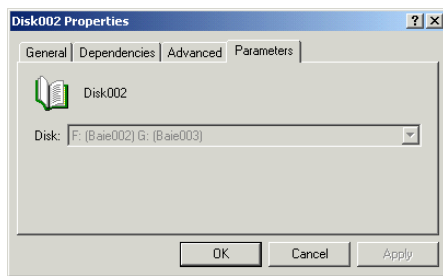 Disk002 Properties
General Dependencies Advanced Parameters
Disk002
Disk: F: (Baie002) G: (Baie003)
OK Cancel Apply